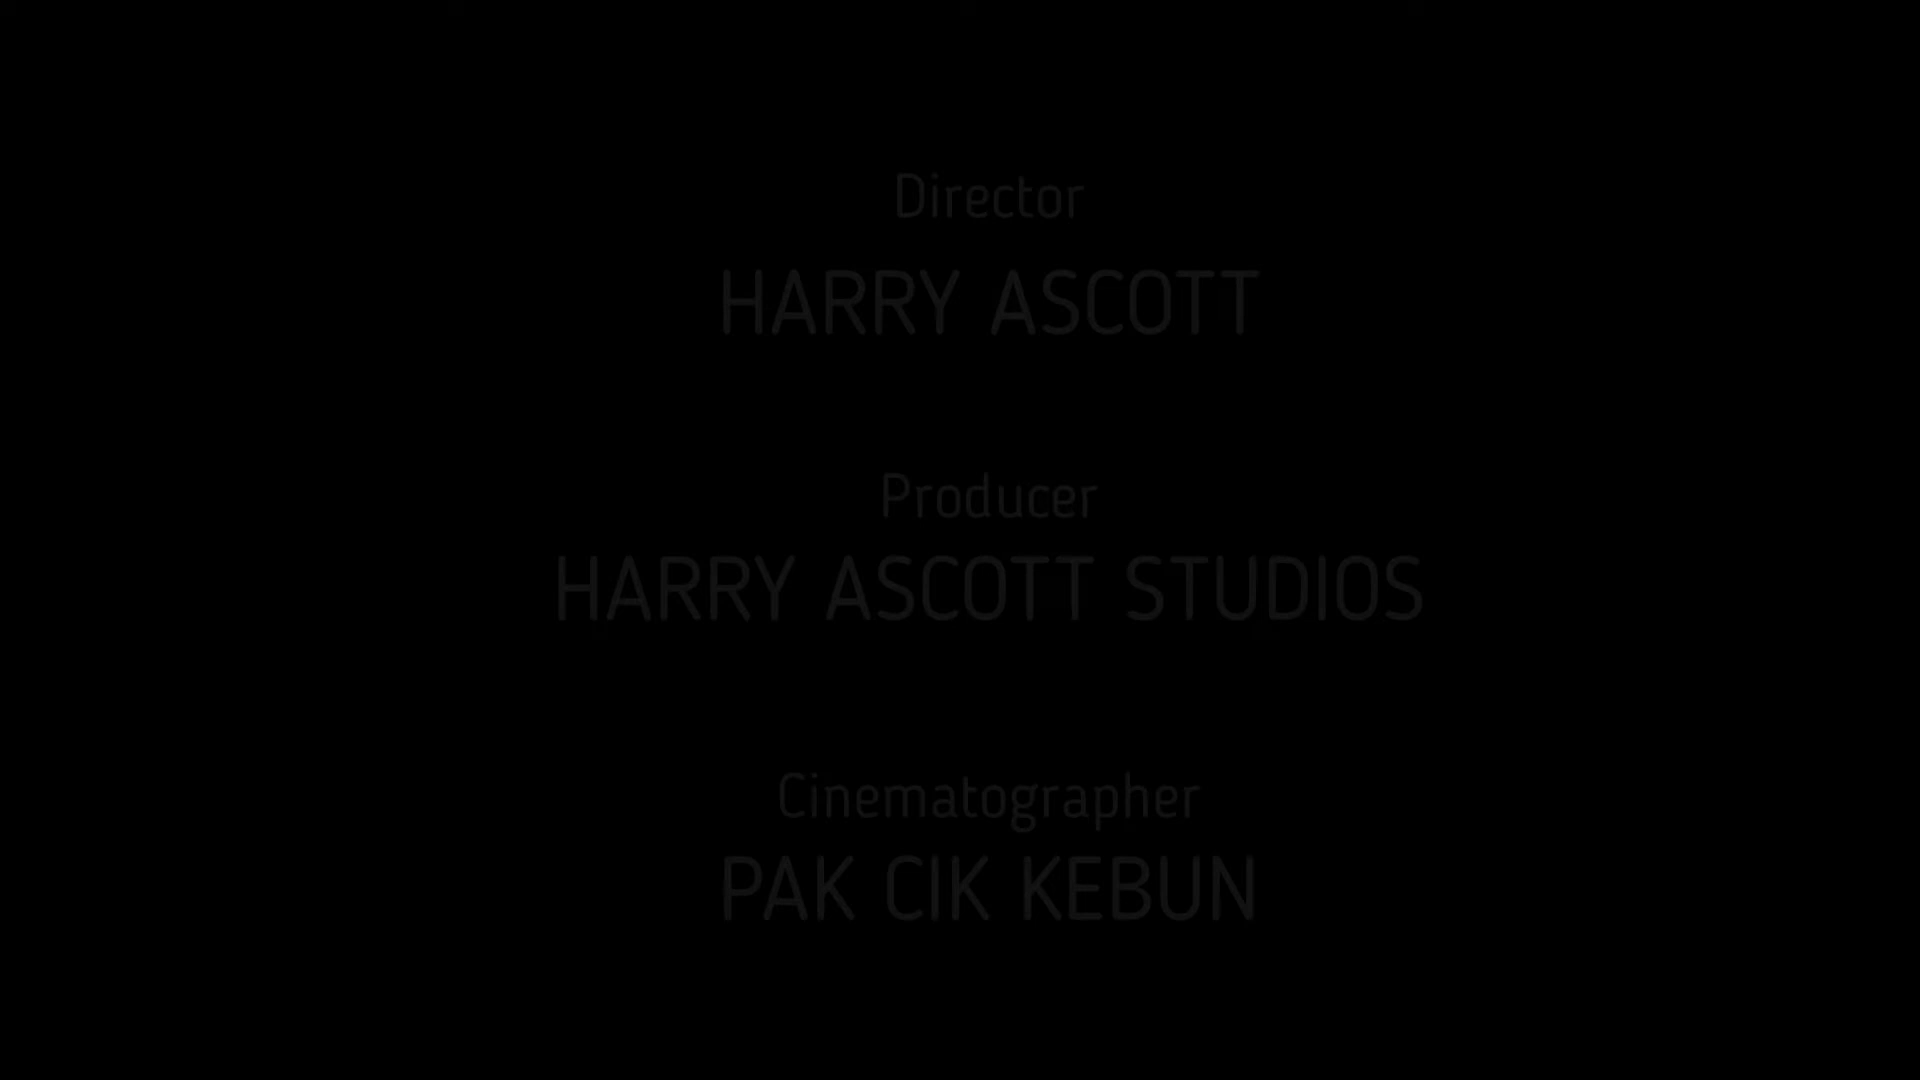 Director
HARRY ASCOTT
Producer
HARRY ASCOTT STUDIOS
Cinematographer
PAK CIK KEBUN